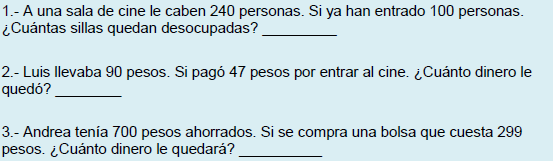 1.- A una sala de cine le caben 240 personas. Si ya han entrado 100 personas.
¿Cuántas sillas quedan desocupadas? _________
2.- Luis llevaba 90 pesos. Si pagó 47 pesos por entrar al cine. ¿Cuánto dinero le
quedó? ________
3.- Andrea tenía 700 pesos ahorrados. Si se compra una bolsa que cuesta 299
pesos. ¿Cuánto dinero le quedará? __________